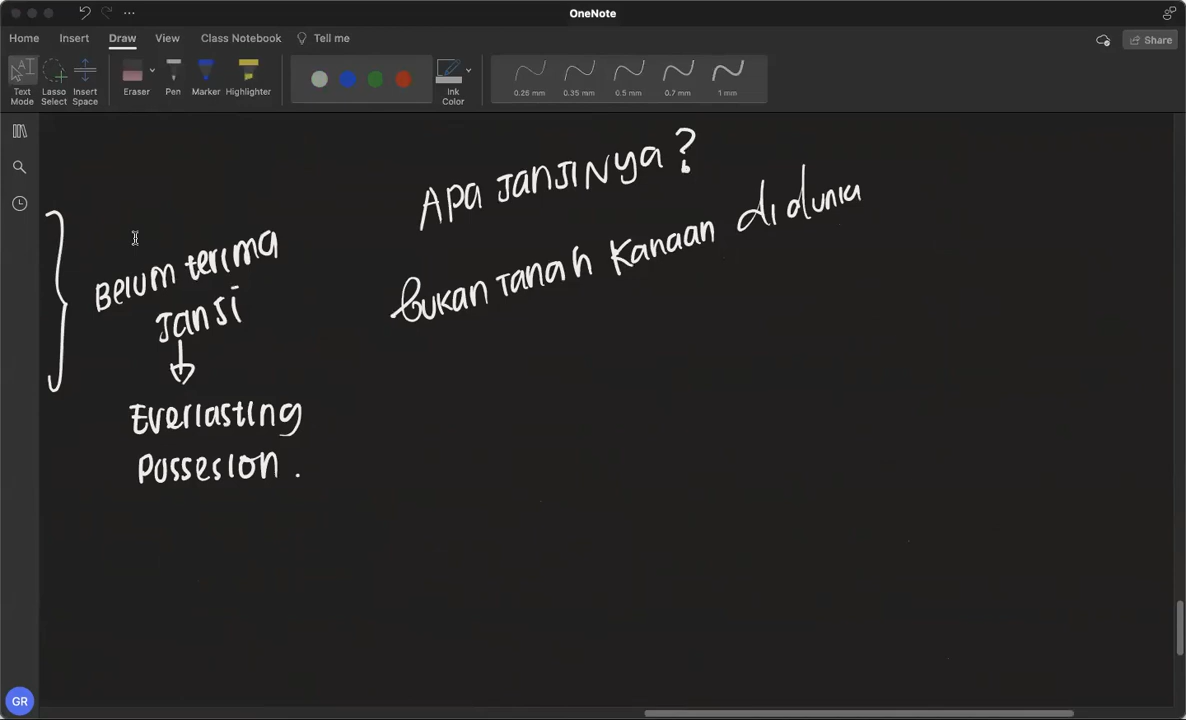 OneNote
Home Insert Draw View Class Notebook Tell me
Share
Text Mode
Lasso Select
Insert Space
Eraser
Pen
Marker
Highlighter
Ink Color
0.25 mm 0.35 mm 0.5 mm 0.7 mm 1 mm
APA JANJINYA?
bukan Tanah Kanaan di dunia
Belum terima
JANJI
Everlasting
Possesion.
GR